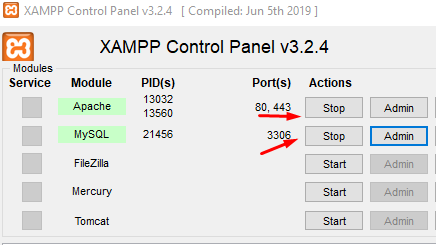 XAMPP Control Panel v3.2.4 [ Compiled: Jun 5th 2019 ]
XAMPP Control Panel v3.2.4
Modules
Service Module PID(s) Port(s) Actions
Apache 13032 13560 80, 443 Stop Admin
MySQL 21456 3306 Stop Admin
FileZilla Start Admin
Mercury Start Admin
Tomcat Start Admin